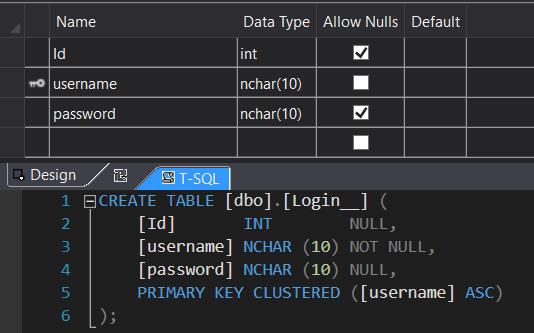 Name Data Type Allow Nulls Default
Id int
username nchar(10)
password nchar(10)
Design T-SQL
1 CREATE TABLE [dbo].[Login__] (
2 [Id] INT NULL,
3 [username] NCHAR (10) NOT NULL,
4 [password] NCHAR (10) NULL,
5 PRIMARY KEY CLUSTERED ([username] ASC)
6 );